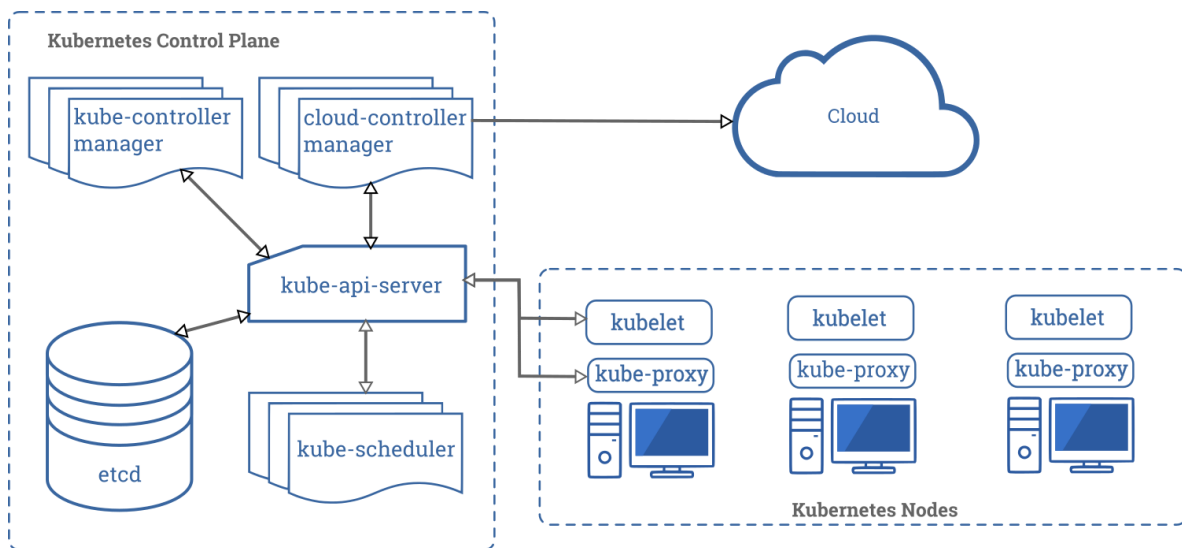 Kubernetes Control Plane
kube-controller
manager
cloud-controller
manager
Cloud
kube-api-server
kubelet
kubelet
kubelet
kube-proxy
kube-proxy
kube-proxy
etcd
kube-scheduler
Kubernetes Nodes